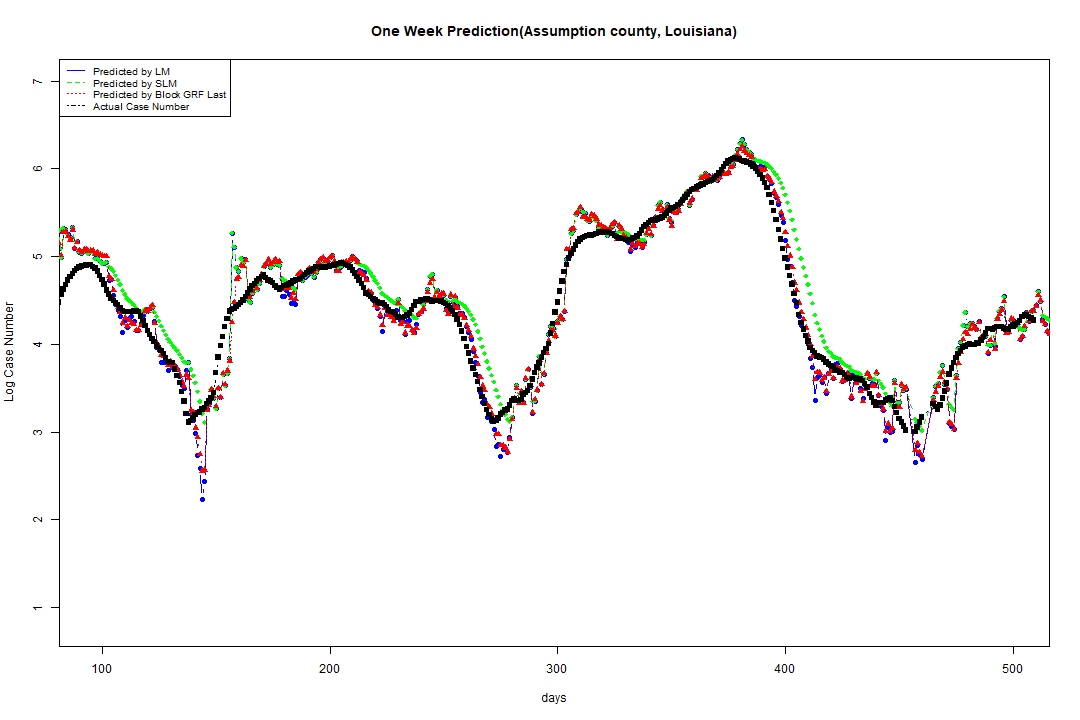 One Week Prediction(Assumption county, Louisiana)
Predicted by LM
Predicted by SLM
Predicted by Block GRF Last
Actual Case Number
7
6
5
4
3
2
1
Log Case Number
100 200 300 400 500
days